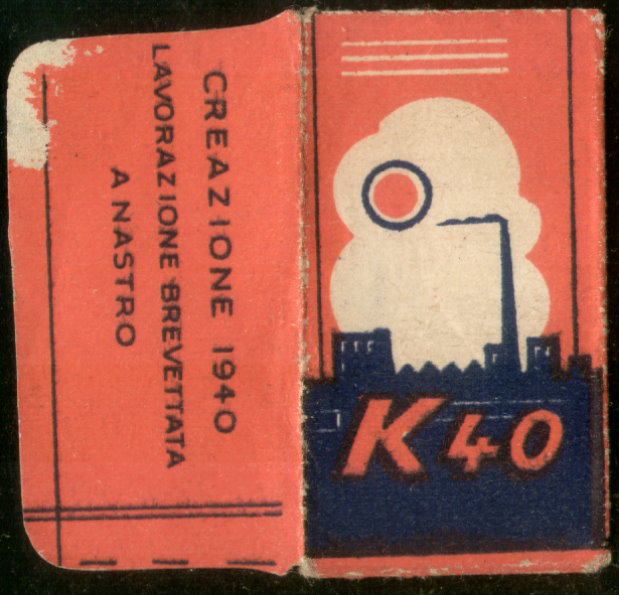 CREAZIONE 1940
LAVORAZIONE BREVETTATA
A NASTRO
K 40